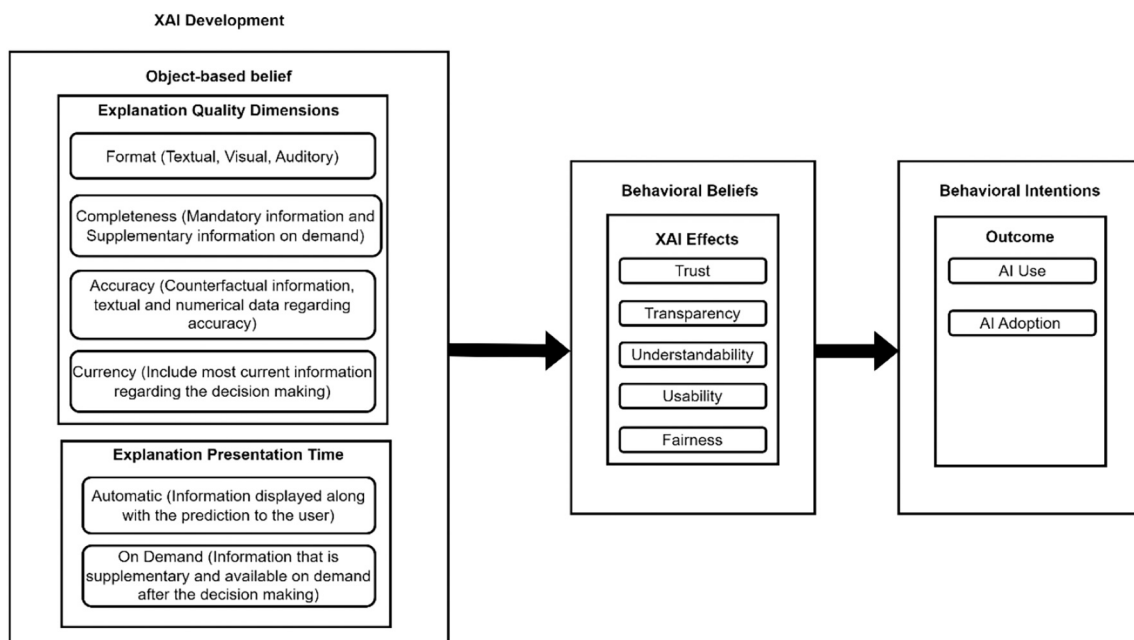 XAI Development
Object-based belief
Explanation Quality Dimensions
Format (Textual, Visual, Auditory)
Completeness (Mandatory information and
Supplementary information on demand)
Accuracy (Counterfactual information,
textual and numerical data regarding
accuracy)
Currency (Include most current information
regarding the decision making)
Explanation Presentation Time
Automatic (Information displayed along
with the prediction to the user)
On Demand (Information that is
supplementary and available on demand
after the decision making)
Behavioral Beliefs
XAI Effects
Trust
Transparency
Understandability
Usability
Fairness
Behavioral Intentions
Outcome
AI Use
AI Adoption